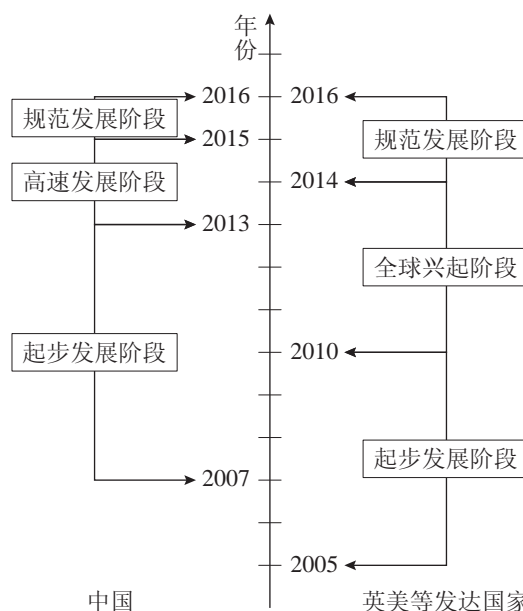 年
份
2016
2016
规范发展阶段
2015
规范发展阶段
高速发展阶段
2014
2013
全球兴起阶段
起步发展阶段
2010
起步发展阶段
2007
2005
中国
英美等发达国家